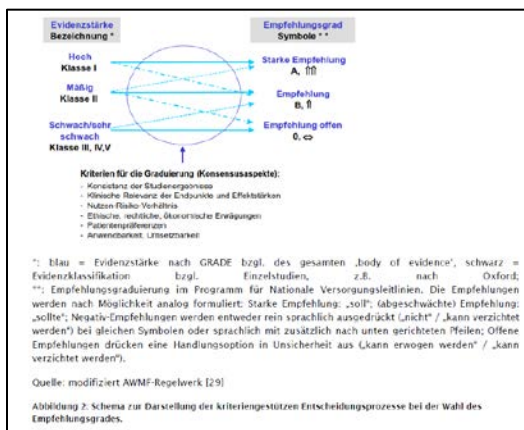 Evidenzstärke Empfehlungsgrad
Bezeichnung * Symbole * *
Hoch Starke Empfehlung
Klasse I A, ⇑⇑
Mäßig Empfehlung
Klasse II B, ⇑
Schwach/sehr schwach Empfehlung offen
Klasse III, IV,V 0, ⇔
Kriterien für die Graduierung (Konsensusaspekte):
- Konsistenz der Studienergebnisse
- Klinische Relevanz der Endpunkte und Effektstärken
- Nutzen-Risiko-Verhältnis
- Ethische, rechtliche, ökonomische Erwägungen
- Patientenpräferenzen
- Anwendbarkeit, Umsetzbarkeit
*: blau = Evidenzstärke nach GRADE bzgl. des gesamten ‚body of evidence', schwarz =
Evidenzklassifikation bzgl. Einzelstudien, z.B. nach Oxford;
**: Empfehlungsgraduierung im Programm für Nationale Versorgungsleitlinien. Die Empfehlungen
werden nach Möglichkeit analog formuliert: Starke Empfehlung: „soll"; (abgeschwächte) Empfehlung:
„sollte"; Negativ-Empfehlungen werden entweder rein sprachlich ausgedrückt („nicht" / „kann verzichtet
werden") bei gleichen Symbolen oder sprachlich mit zusätzlich nach unten gerichteten Pfeilen; Offene
Empfehlungen drücken eine Handlungsoption in Unsicherheit aus („kann erwogen werden" / „kann
verzichtet werden").
Quelle: modifiziert AWMF-Regelwerk [29]
Abbildung 2: Schema zur Darstellung der kriteriengestützen Entscheidungsprozesse bei der Wahl des
Empfehlungsgrades.